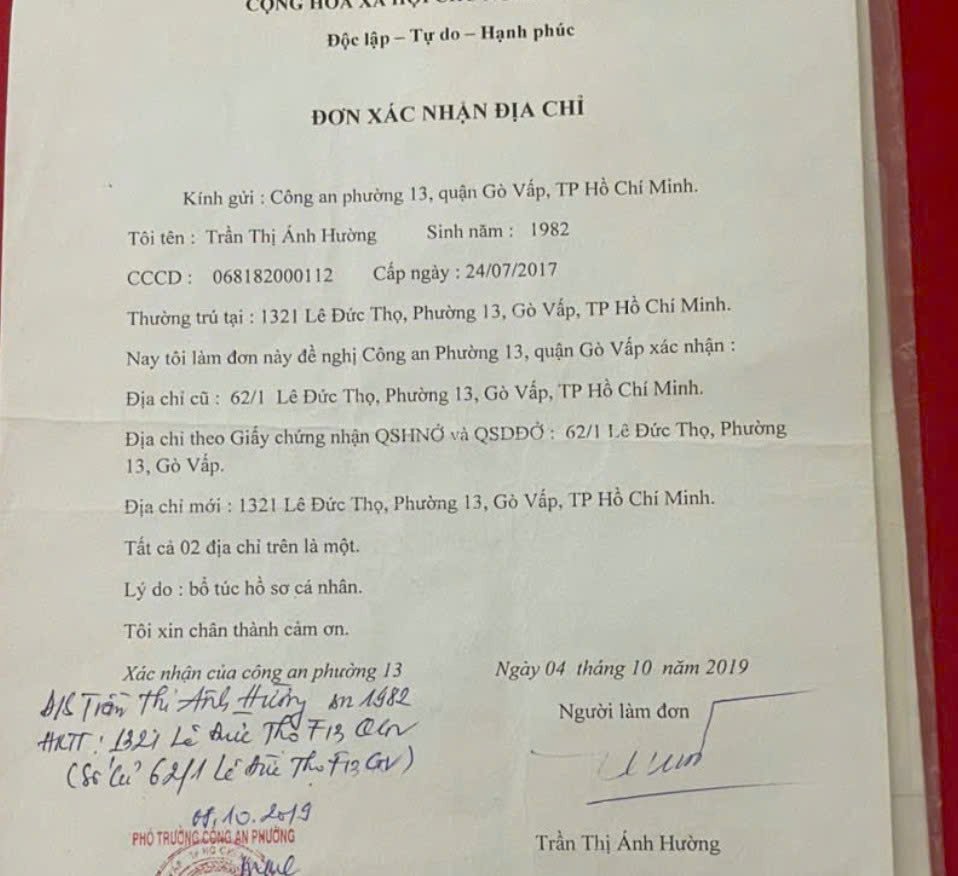 CỘNG HÒA XÃ HỘI
Độc lập – Tự do – Hạnh phúc
ĐƠN XÁC NHẬN ĐỊA CHỈ
Kính gửi : Công an phường 13, quận Gò Vấp, TP Hồ Chí Minh.
Tôi tên : Trần Thị Ánh Hường Sinh năm : 1982
CCCD : 068182000112 Cấp ngày : 24/07/2017
Thường trú tại : 1321 Lê Đức Thọ, Phường 13, Gò Vấp, TP Hồ Chí Minh.
Nay tôi làm đơn này đề nghị Công an Phường 13, quận Gò Vấp xác nhận :
Địa chỉ cũ : 62/1 Lê Đức Thọ, Phường 13, Gò Vấp, TP Hồ Chí Minh.
Địa chỉ theo Giấy chứng nhận QSHNỞ và QSDĐỞ : 62/1 Lê Đức Thọ, Phường
13, Gò Vấp.
Địa chỉ mới : 1321 Lê Đức Thọ, Phường 13, Gò Vấp, TP Hồ Chí Minh.
Tất cả 02 địa chỉ trên là một.
Lý do : bổ túc hồ sơ cá nhân.
Tôi xin chân thành cảm ơn.
Xác nhận của công an phường 13 Ngày 04 tháng 10 năm 2019
Đ/S Trần Thị Ánh Hường sn 1982
Người làm đơn
HKTT : 1321 Lê Đức Thọ F13 QGV
(Số cũ 62/1 Lê Đức Thọ F13 GV)
08.10.2019
PHÓ TRƯỞNG CÔNG AN PHƯỜNG
Trần Thị Ánh Hường